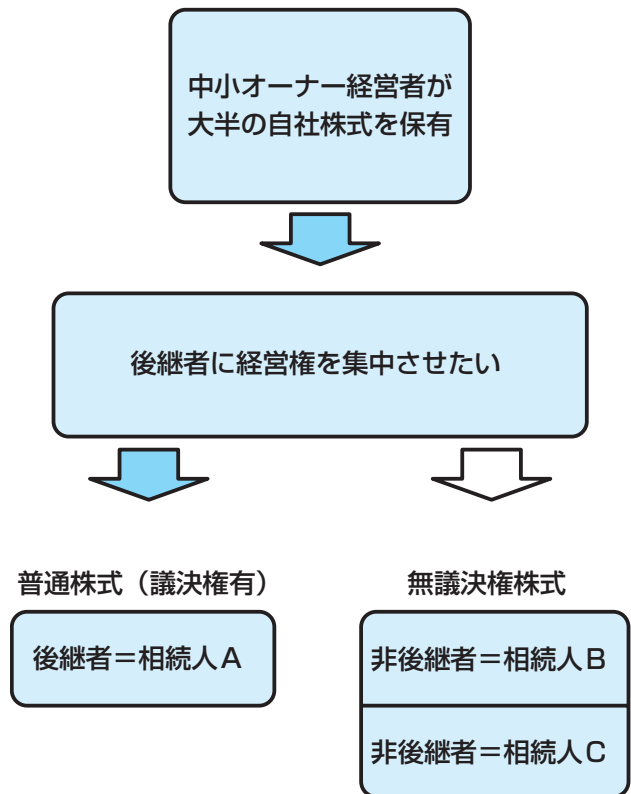 中小オーナー経営者が
大半の自社株式を保有
後継者に経営権を集中させたい
普通株式（議決権有）
後継者＝相続人A
無議決権株式
非後継者＝相続人B
非後継者＝相続人C